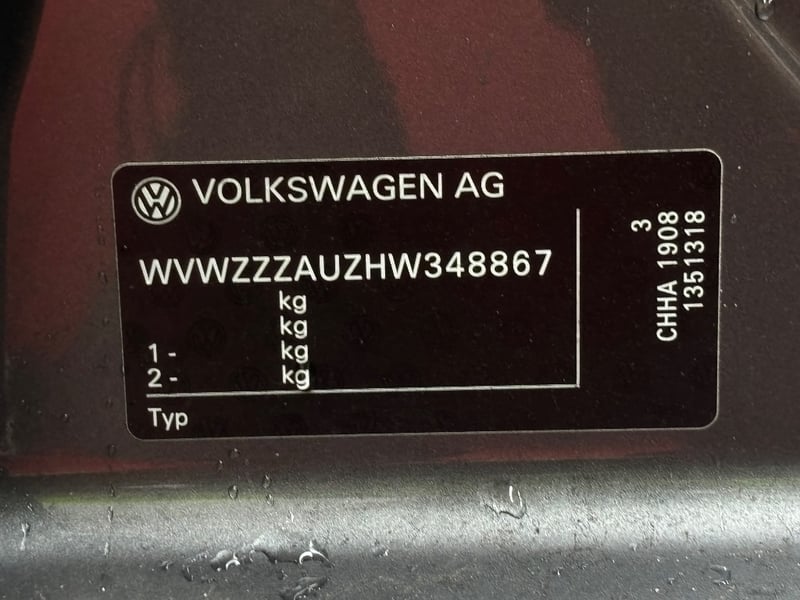 VOLKSWAGEN AG
WVWZZZAUZHW348867
kg
kg
1 - kg
2 - kg
Typ
3
CHHA 1908
1351318